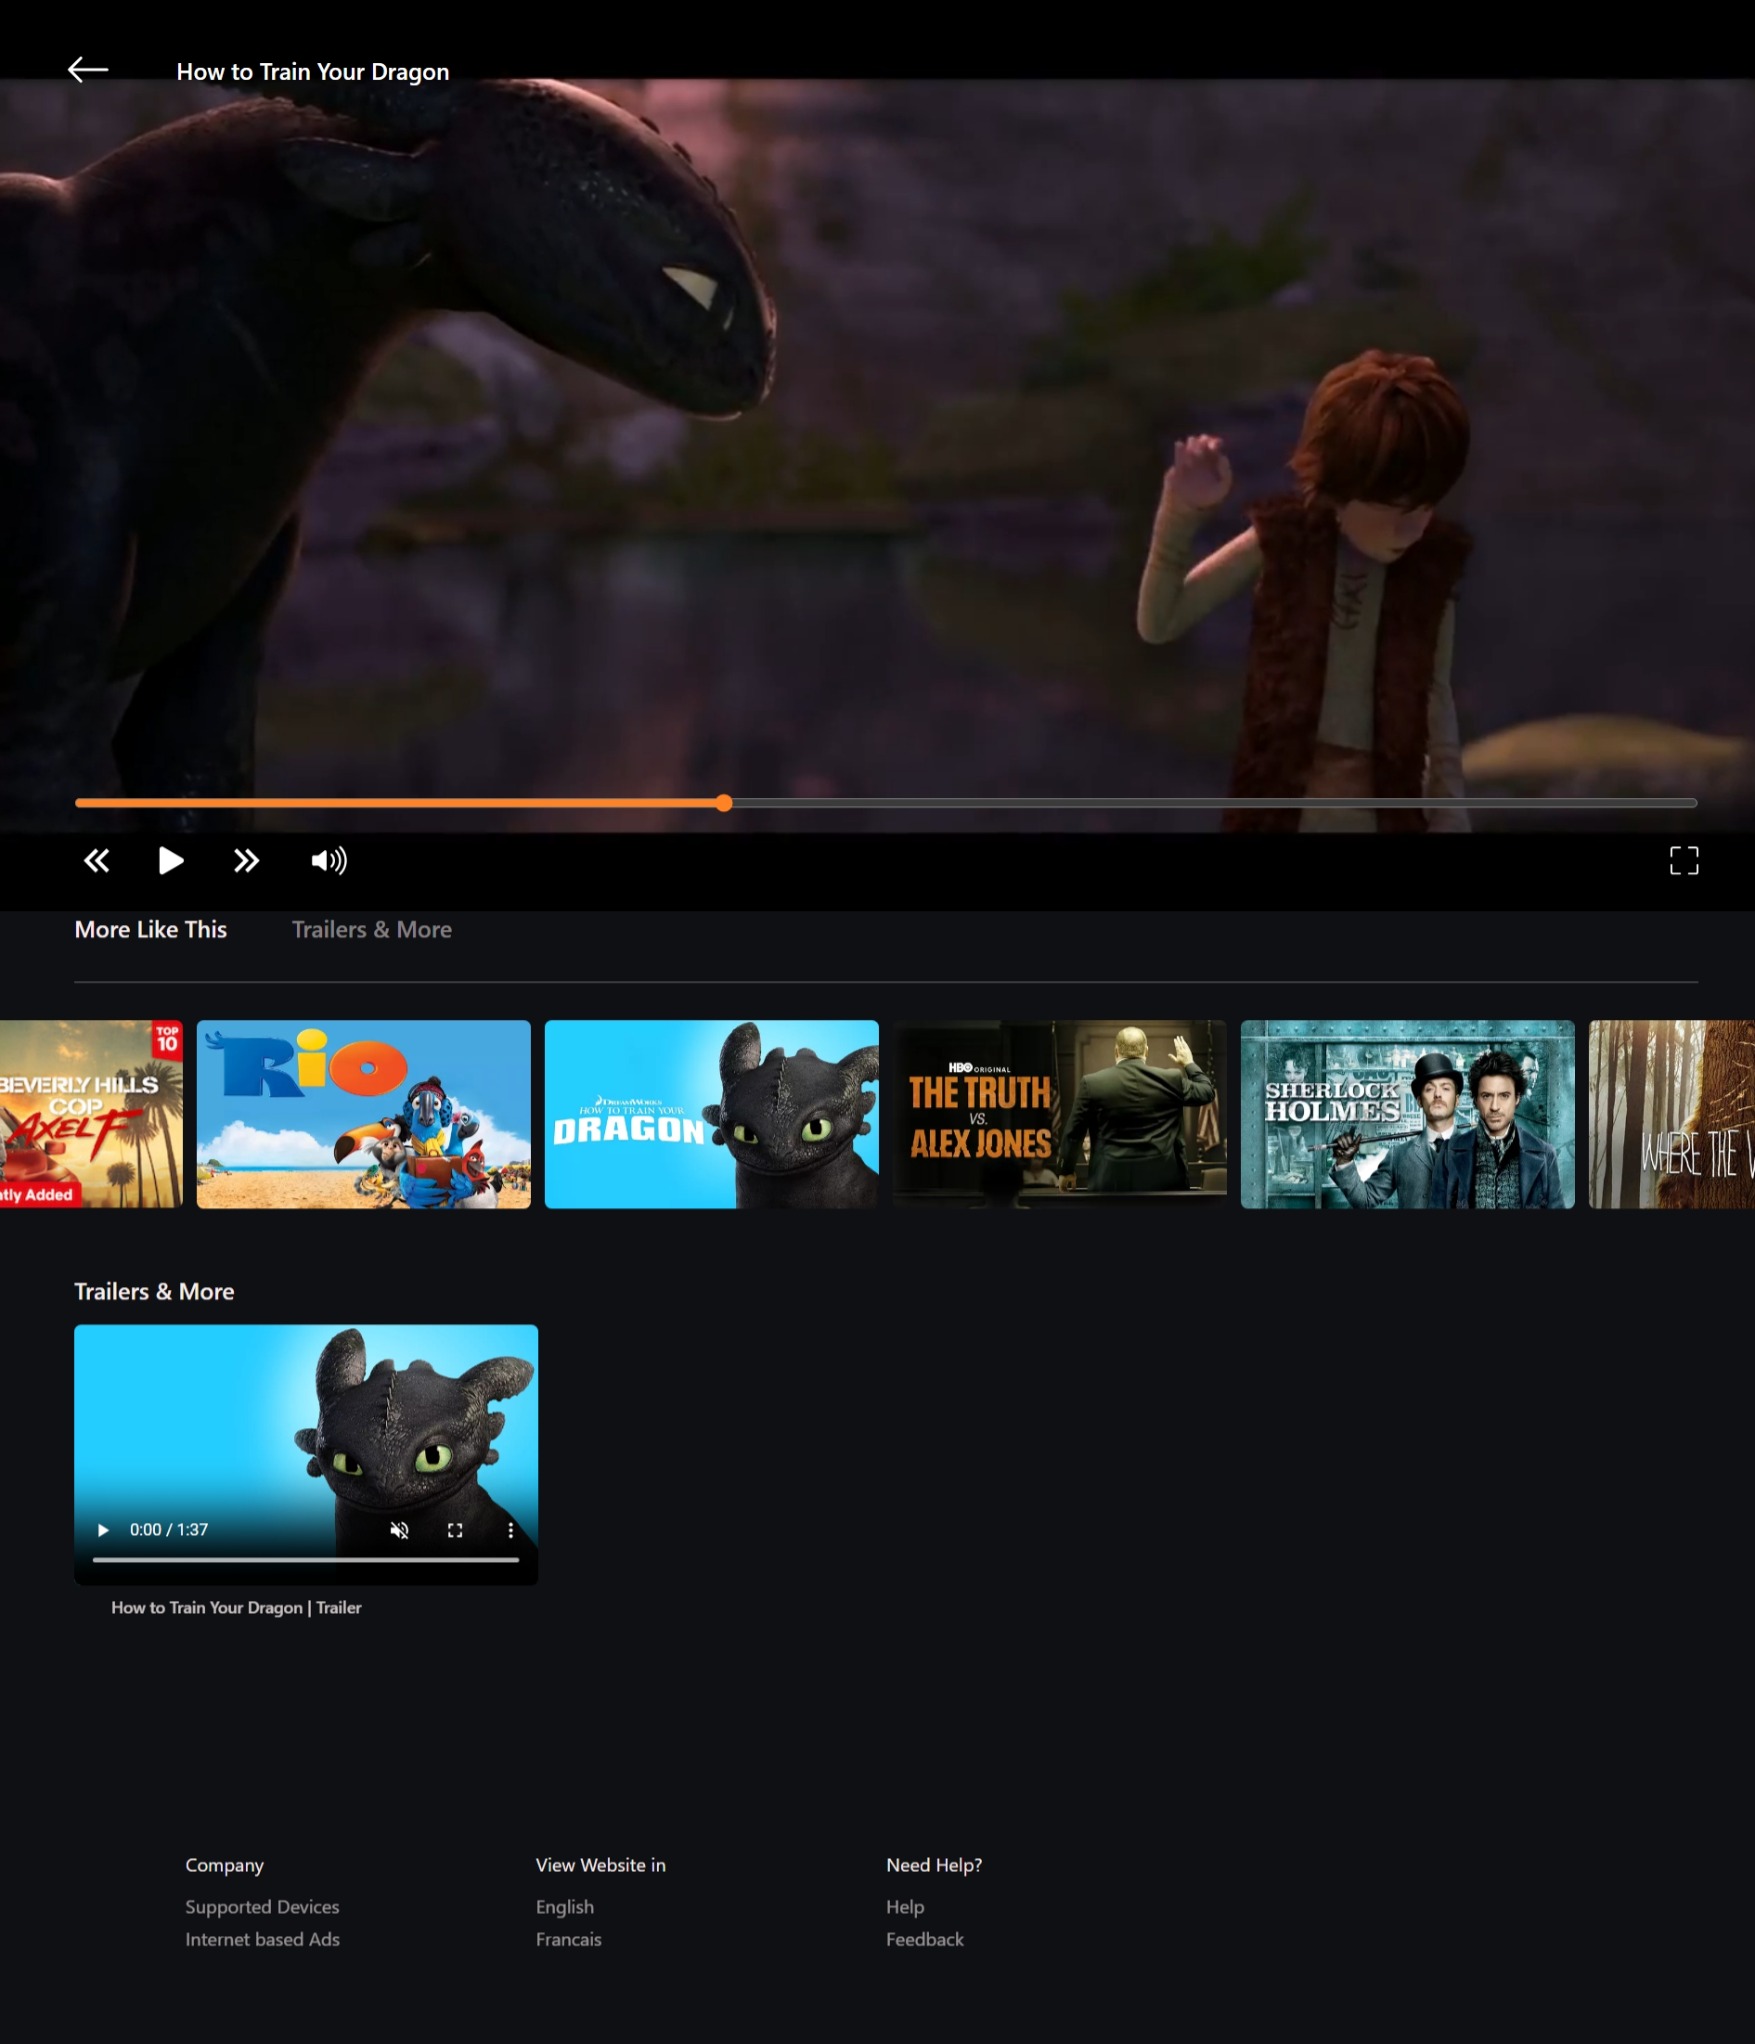 How to Train Your Dragon
More Like This
Trailers & More
TOP
10
BEVERLY HILLS
COP
AXEL F
Added
RiO
DREAMWORKS
HOW TO TRAIN YOUR
DRAGON
HBO ORIGINAL
THE TRUTH
VS.
ALEX JONES
SHERLOCK
HOLMES
WHERE THE
Trailers & More
0:00 / 1:37
How to Train Your Dragon | Trailer
Company
Supported Devices
Internet based Ads
View Website in
English
Francais
Need Help?
Help
Feedback